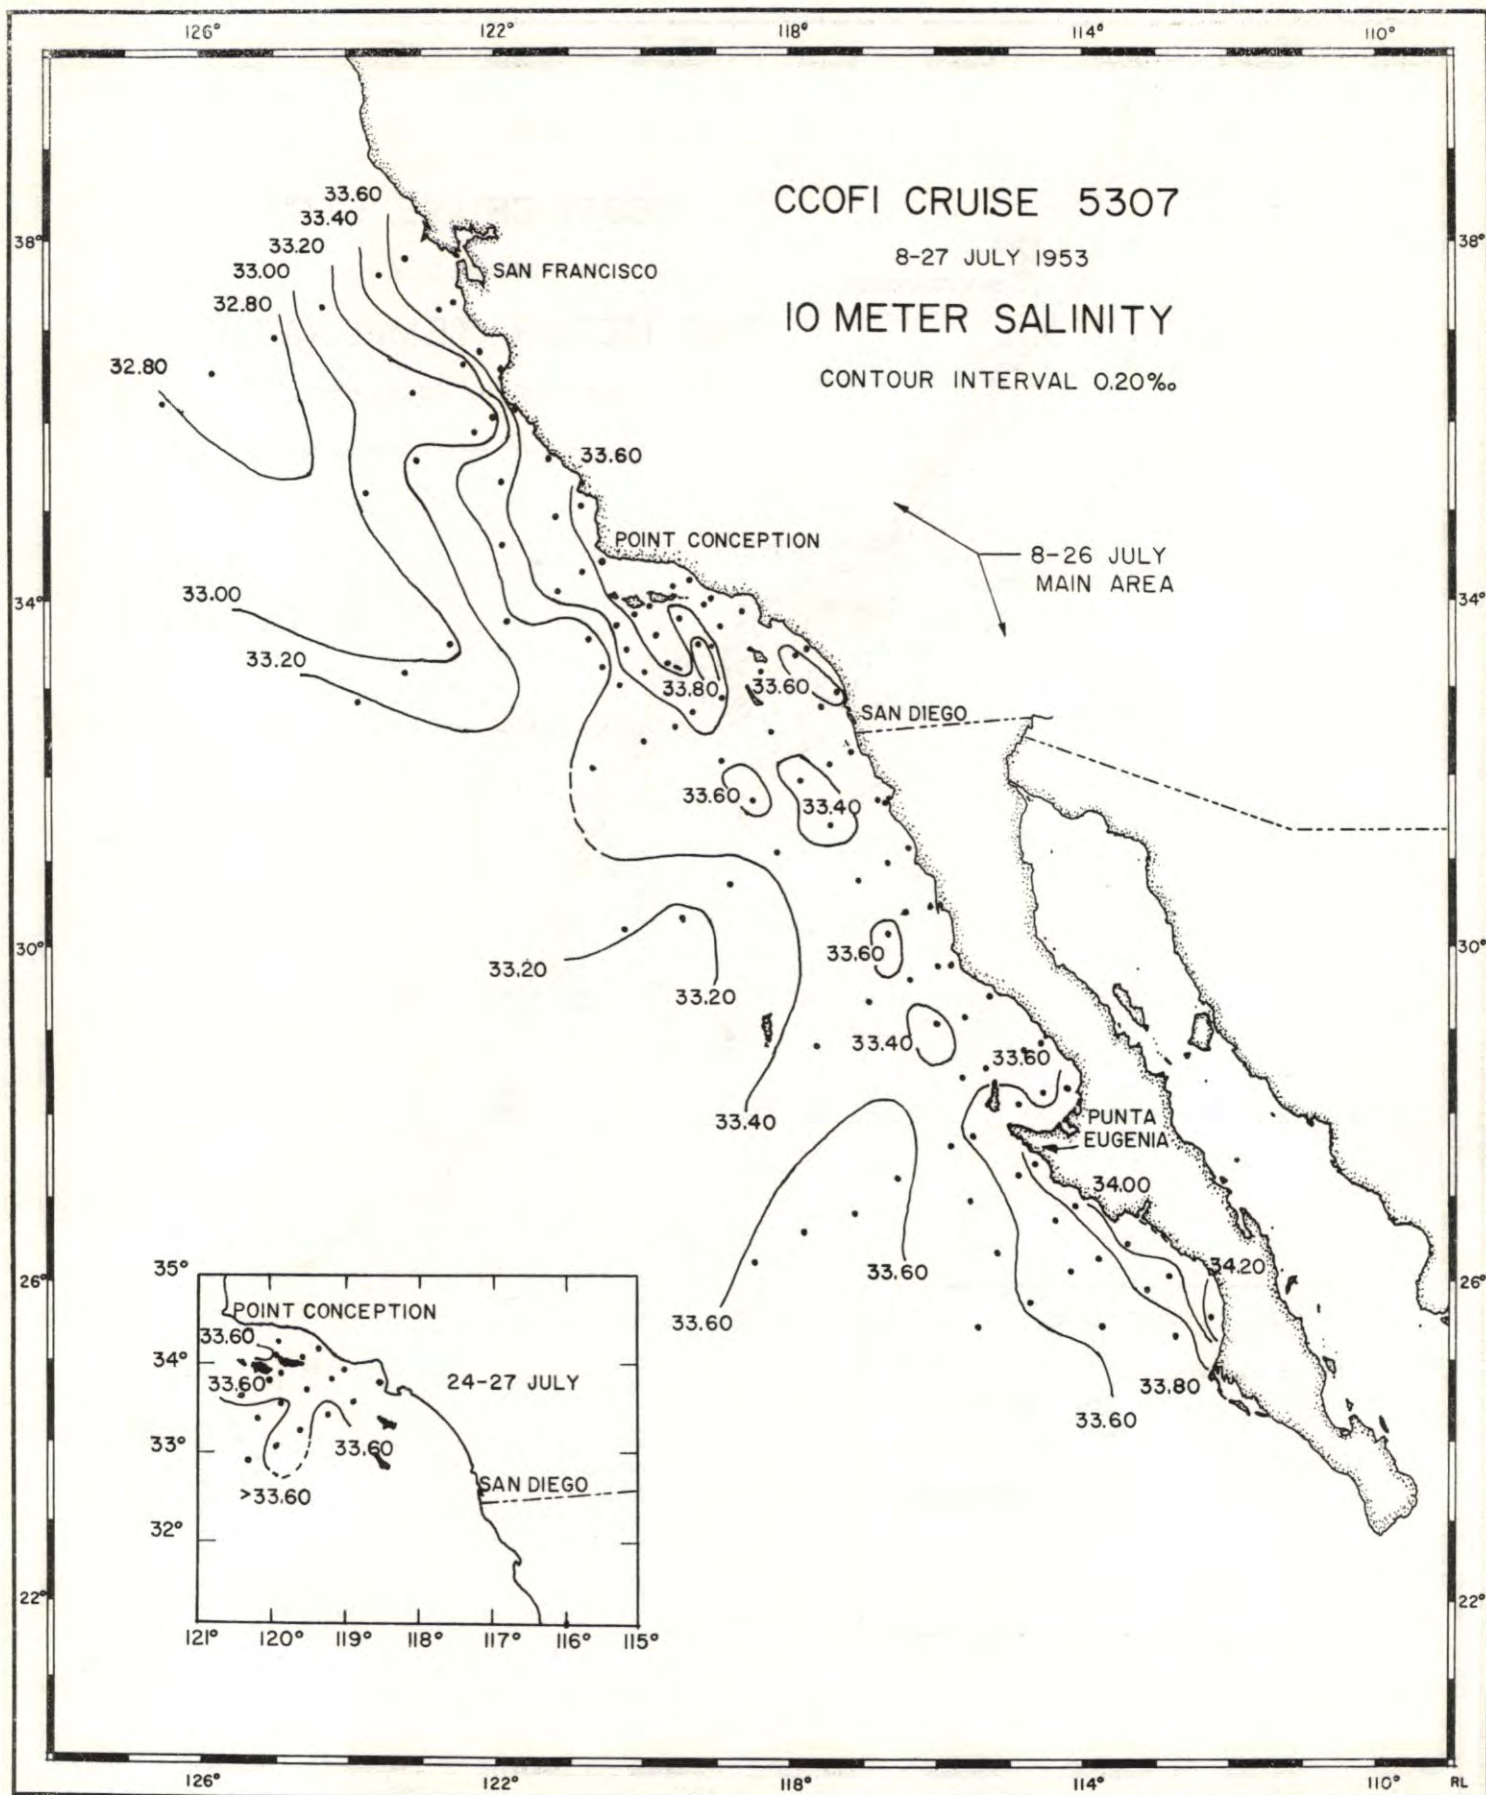 126° 122° 118° 114° 110°
CCOFI CRUISE 5307
8-27 JULY 1953
10 METER SALINITY
CONTOUR INTERVAL 0.20‰
33.60
33.40
33.20
33.00
32.80
32.80
38° 38°
SAN FRANCISCO
33.60
POINT CONCEPTION
8-26 JULY
MAIN AREA
34° 34°
33.00
33.20
33.80
33.60
SAN DIEGO
33.60
33.40
30° 30°
33.20
33.20
33.60
33.40
33.60
33.40
PUNTA
EUGENIA
34.00
34.20
26° 26°
33.60
33.60
33.80
33.60
35°
POINT CONCEPTION
33.60
34°
33.60
24-27 JULY
33°
33.60
>33.60
SAN DIEGO
32°
121° 120° 119° 118° 117° 116° 115°
22° 22°
126° 122° 118° 114° 110°
RL